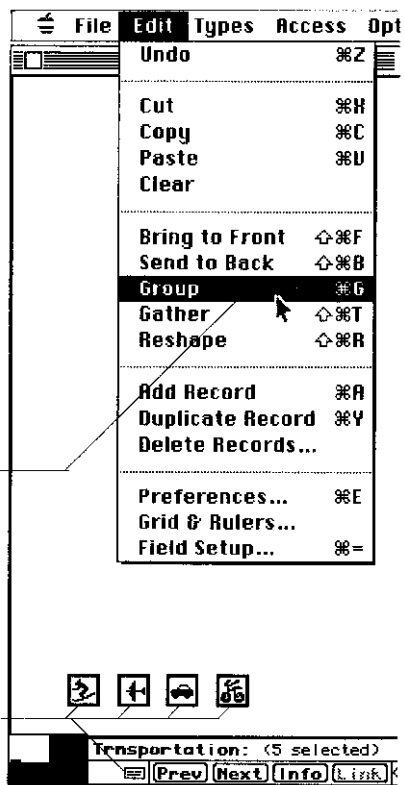 File Edit Types Access Opt
Undo ⌘Z
Cut ⌘X
Copy ⌘C
Paste ⌘V
Clear
Bring to Front ⇧⌘F
Send to Back ⇧⌘B
Group ⌘G
Gather ⇧⌘T
Reshape ⇧⌘R
Add Record ⌘A
Duplicate Record ⌘Y
Delete Records...
Preferences... ⌘E
Grid & Rulers...
Field Setup... ⌘=
Trnsportation: (5 selected)
Prev Next Info Link